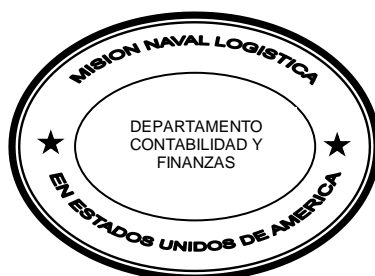 MISION NAVAL LOGISTICA
DEPARTAMENTO
CONTABILIDAD Y
FINANZAS
EN ESTADOS UNIDOS DE AMERICA